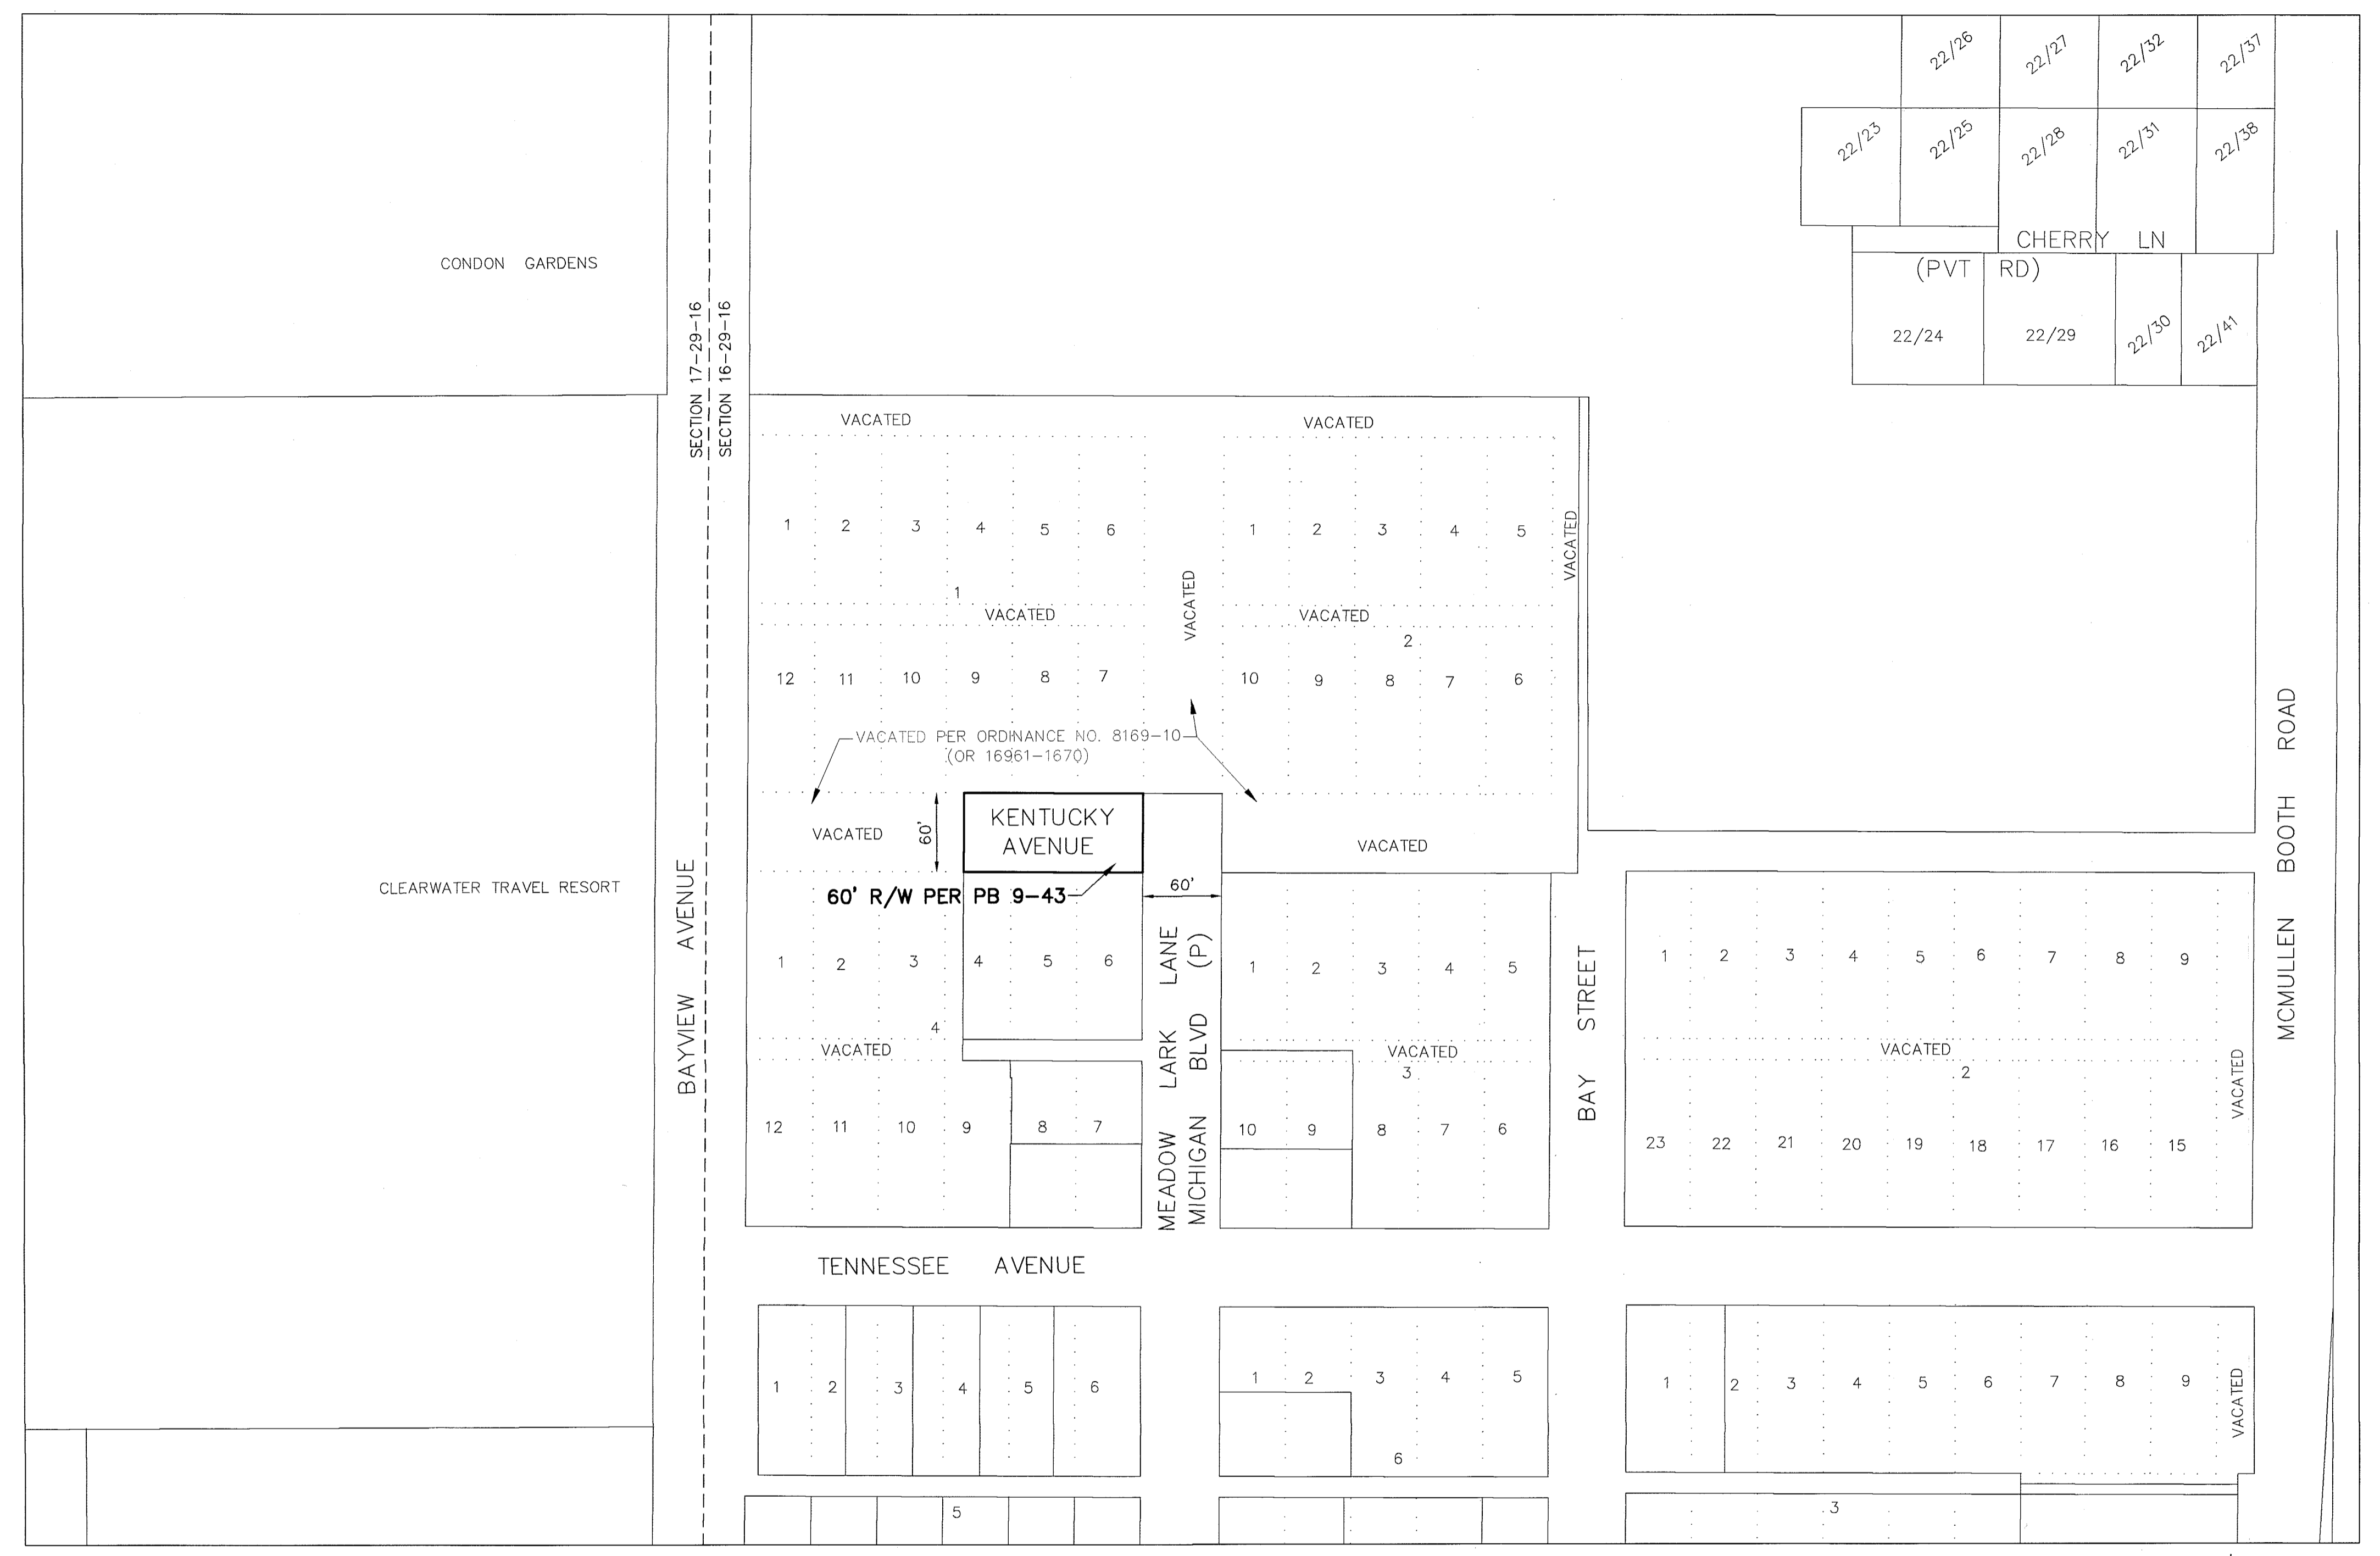 22/26 22/27 22/32 22/37
22/23 22/25 22/28 22/31 22/38
CHERRY LN
(PVT RD)
22/24 22/29 22/30 22/41
CONDON GARDENS
SECTION 17-29-16
SECTION 16-29-16
VACATED VACATED
1 2 3 4 5 6 1 2 3 4 5
VACATED
1
VACATED VACATED
VACATED
2
12 11 10 9 8 7 10 9 8 7 6
VACATED PER ORDINANCE NO. 8169-10
(OR 16961-1670)
KENTUCKY
AVENUE
60'
VACATED
VACATED
60' R/W PER PB 9-43
60'
CLEARWATER TRAVEL RESORT
BAYVIEW AVENUE
MEADOW LARK LANE
MICHIGAN BLVD (P)
BAY STREET
MCMULLEN BOOTH ROAD
1 2 3 4 5 6 1 2 3 4 5 1 2 3 4 5 6 7 8 9
4
VACATED VACATED VACATED
3 2
VACATED
12 11 10 9 8 7 10 9 8 7 6 23 22 21 20 19 18 17 16 15
TENNESSEE AVENUE
1 2 3 4 5 6 1 2 3 4 5 1 2 3 4 5 6 7 8 9
VACATED
6
5 3